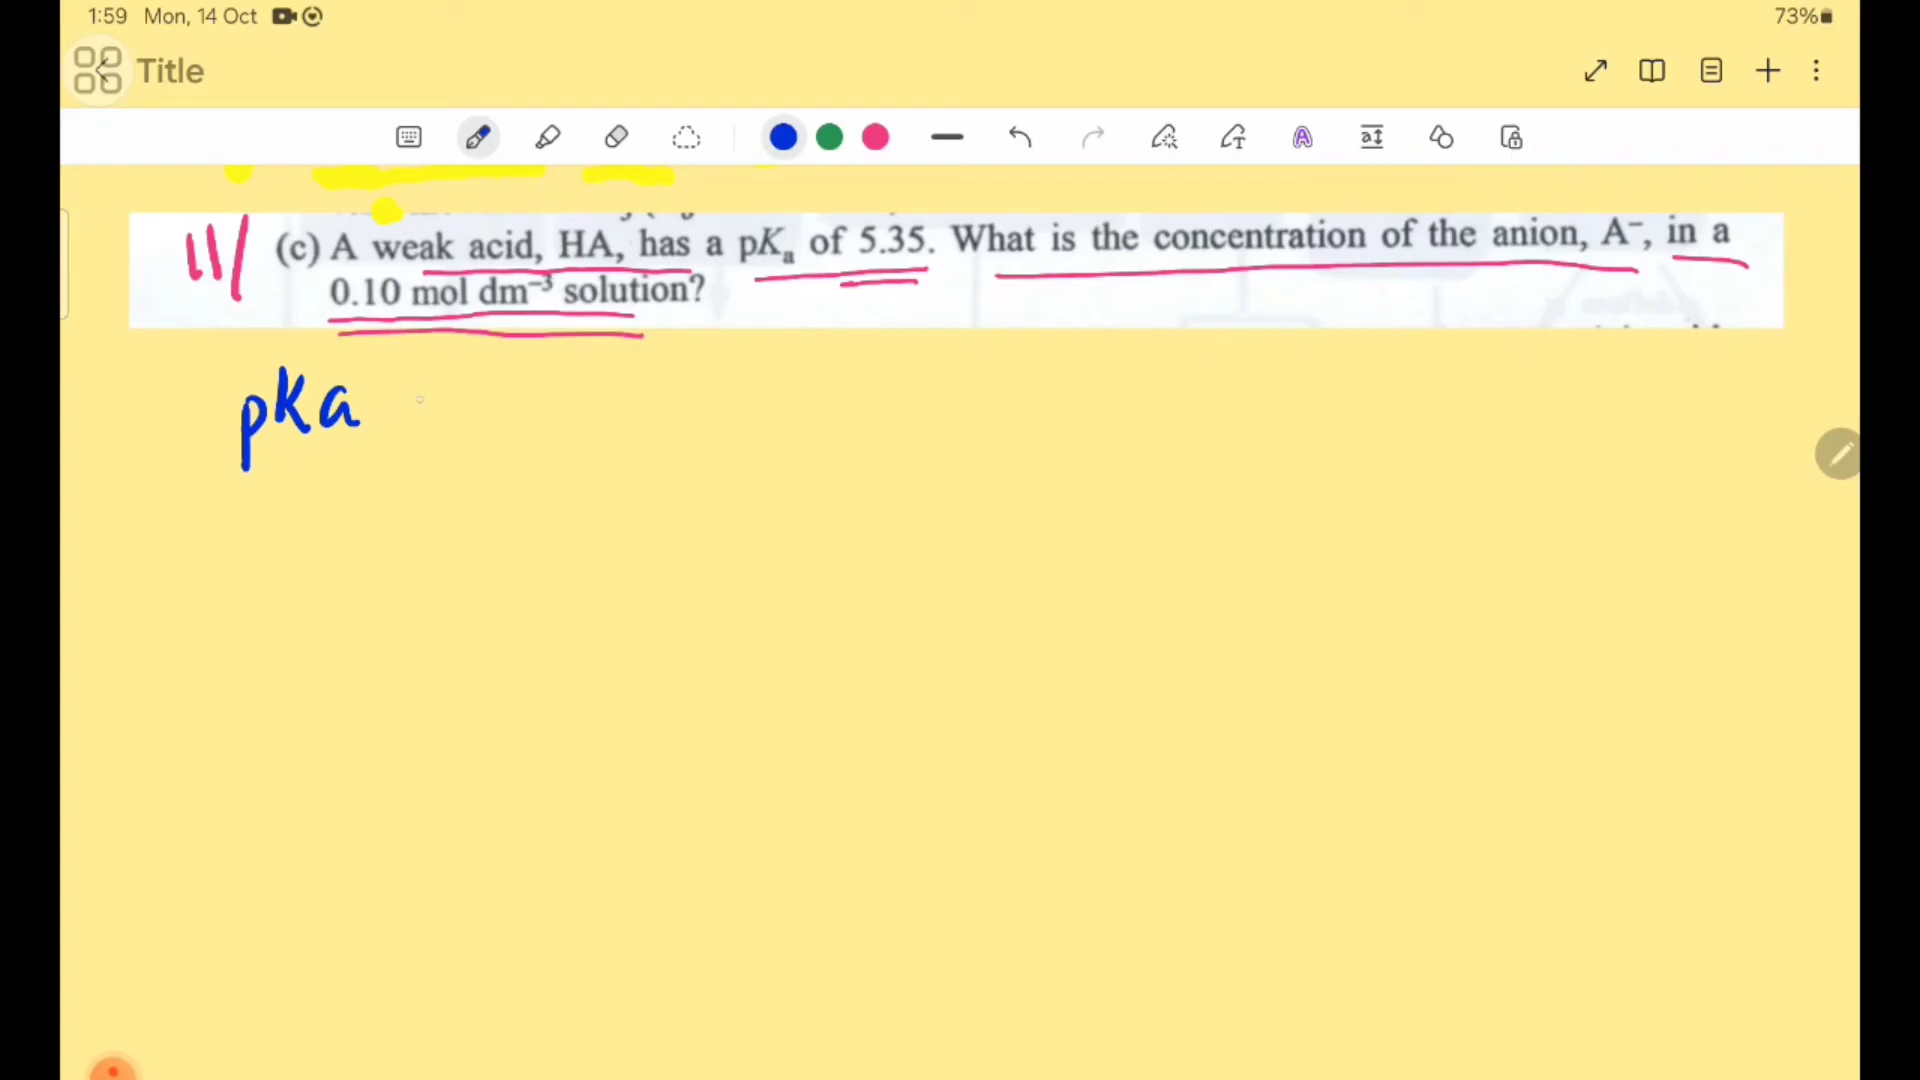 1:59 Mon, 14 Oct 73%
Title
11/ (c) A weak acid, HA, has a pKₐ of 5.35. What is the concentration of the anion, A⁻, in a
0.10 mol dm⁻³ solution?
pKa